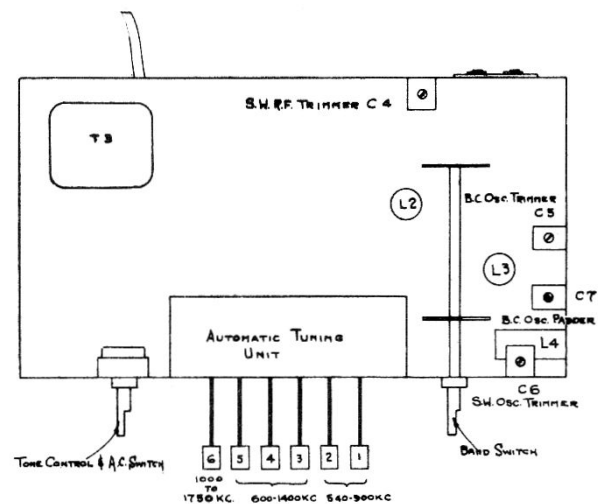 S.W. R.F. TRIMMER C4
T3
L2
B.C. OSC. TRIMMER
C5
L3
C7
B.C. OSC. PADDER
L4
AUTOMATIC TUNING
UNIT
C6
S.W. OSC. TRIMMER
TONE CONTROL & A.C. SWITCH
BAND SWITCH
6 5 4 3 2 1
1000
TO
1750 KC.
600-1400 KC
540-900 KC